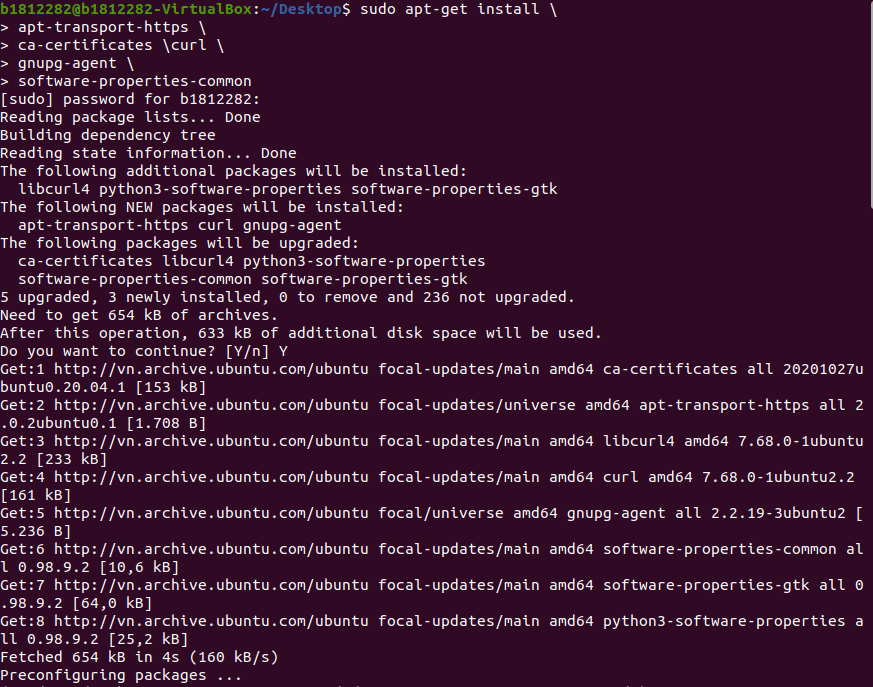 b1812282@b1812282-VirtualBox:~/Desktop$ sudo apt-get install \
> apt-transport-https \
> ca-certificates \curl \
> gnupg-agent \
> software-properties-common
[sudo] password for b1812282:
Reading package lists... Done
Building dependency tree
Reading state information... Done
The following additional packages will be installed:
  libcurl4 python3-software-properties software-properties-gtk
The following NEW packages will be installed:
  apt-transport-https curl gnupg-agent
The following packages will be upgraded:
  ca-certificates libcurl4 python3-software-properties
  software-properties-common software-properties-gtk
5 upgraded, 3 newly installed, 0 to remove and 236 not upgraded.
Need to get 654 kB of archives.
After this operation, 633 kB of additional disk space will be used.
Do you want to continue? [Y/n] Y
Get:1 http://vn.archive.ubuntu.com/ubuntu focal-updates/main amd64 ca-certificates all 20201027u
buntu0.20.04.1 [153 kB]
Get:2 http://vn.archive.ubuntu.com/ubuntu focal-updates/universe amd64 apt-transport-https all 2
.0.2ubuntu0.1 [1.708 B]
Get:3 http://vn.archive.ubuntu.com/ubuntu focal-updates/main amd64 libcurl4 amd64 7.68.0-1ubuntu
2.2 [233 kB]
Get:4 http://vn.archive.ubuntu.com/ubuntu focal-updates/main amd64 curl amd64 7.68.0-1ubuntu2.2
[161 kB]
Get:5 http://vn.archive.ubuntu.com/ubuntu focal/universe amd64 gnupg-agent all 2.2.19-3ubuntu2 [
5.236 B]
Get:6 http://vn.archive.ubuntu.com/ubuntu focal-updates/main amd64 software-properties-common al
l 0.98.9.2 [10,6 kB]
Get:7 http://vn.archive.ubuntu.com/ubuntu focal-updates/main amd64 software-properties-gtk all 0
.98.9.2 [64,0 kB]
Get:8 http://vn.archive.ubuntu.com/ubuntu focal-updates/main amd64 python3-software-properties a
ll 0.98.9.2 [25,2 kB]
Fetched 654 kB in 4s (160 kB/s)
Preconfiguring packages ...